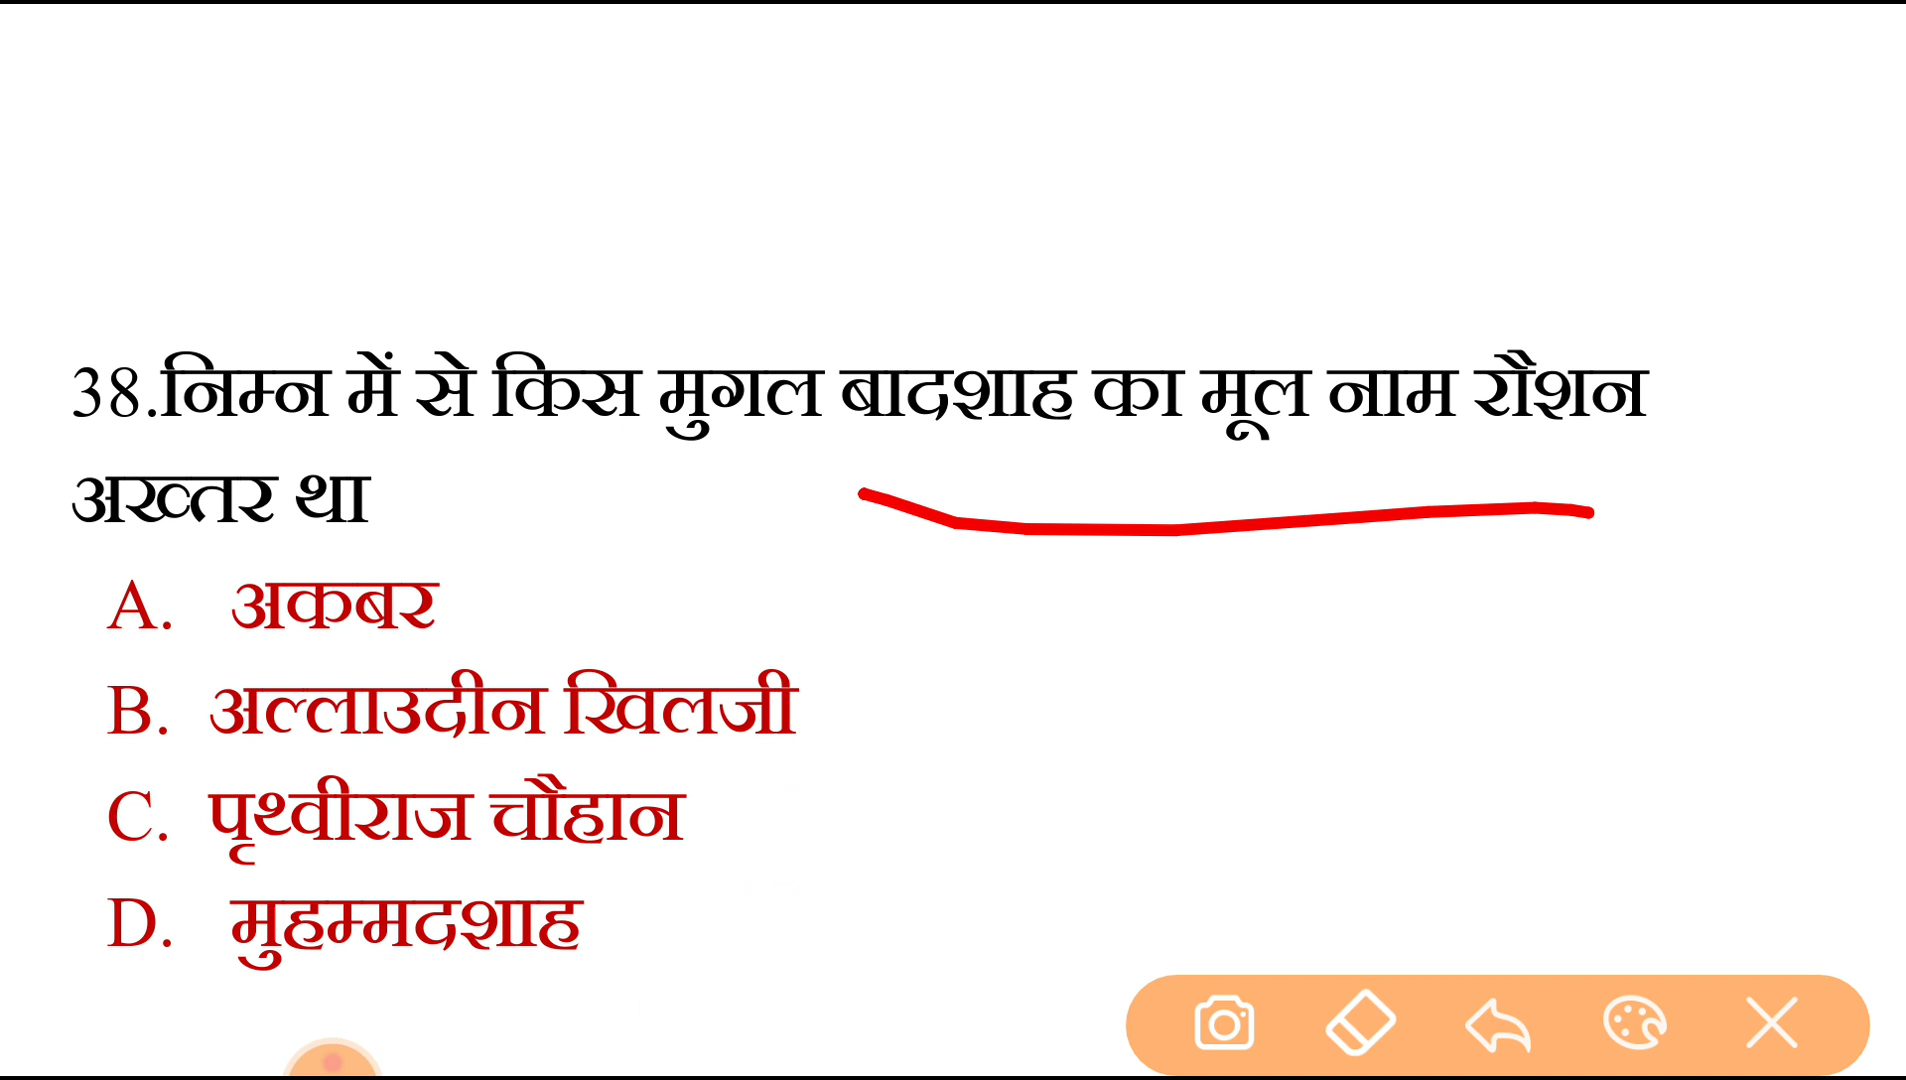 38.निम्न में से किस मुगल बादशाह का मूल नाम रौशन
अख्तर था
A. अकबर
B. अल्लाउदीन खिलजी
C. पृथ्वीराज चौहान
D. मुहम्मदशाह